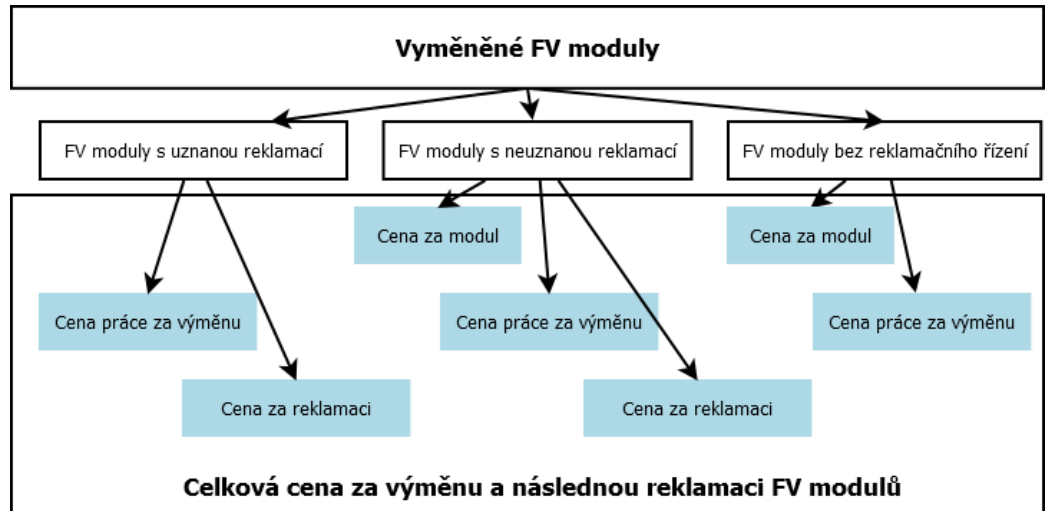 Vyměněné FV moduly
FV moduly s uznanou reklamací
FV moduly s neuznanou reklamací
FV moduly bez reklamačního řízení
Cena za modul
Cena za modul
Cena práce za výměnu
Cena práce za výměnu
Cena práce za výměnu
Cena za reklamaci
Cena za reklamaci
Celková cena za výměnu a následnou reklamaci FV modulů